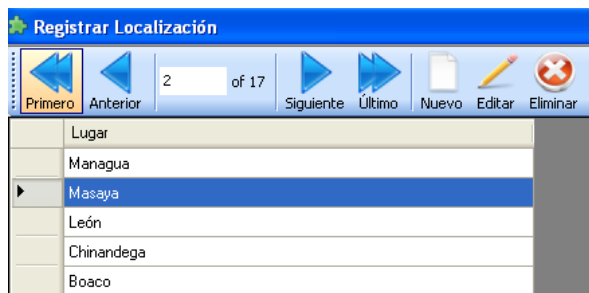 Registrar Localización
2 of 17
Primero Anterior Siguiente Último Nuevo Editar Eliminar
Lugar
Managua
Masaya
León
Chinandega
Boaco